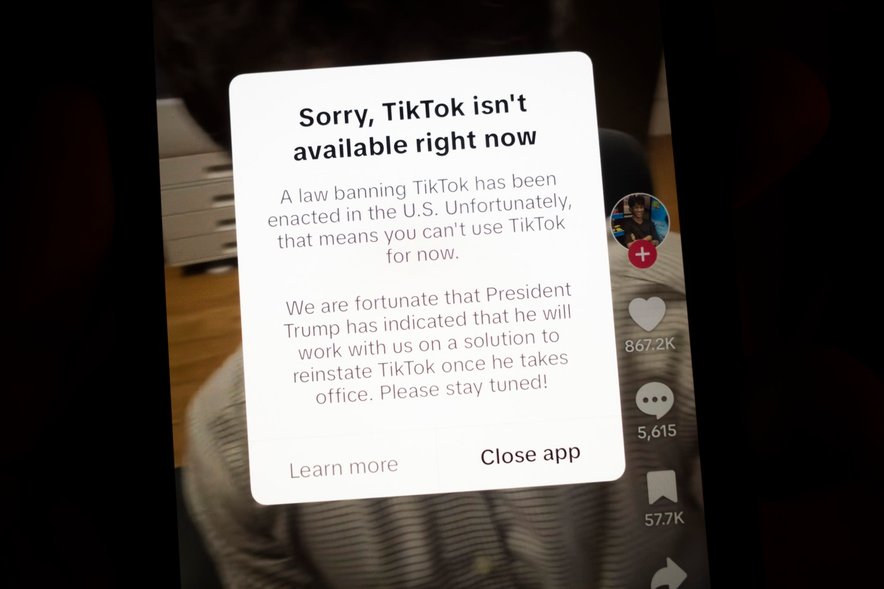 Sorry, TikTok isn't
available right now
A law banning TikTok has been
enacted in the U.S. Unfortunately,
that means you can't use TikTok
for now.
We are fortunate that President
Trump has indicated that he will
work with us on a solution to
reinstate TikTok once he takes
office. Please stay tuned!
Learn more
Close app
867.2K
5,615
57.7K